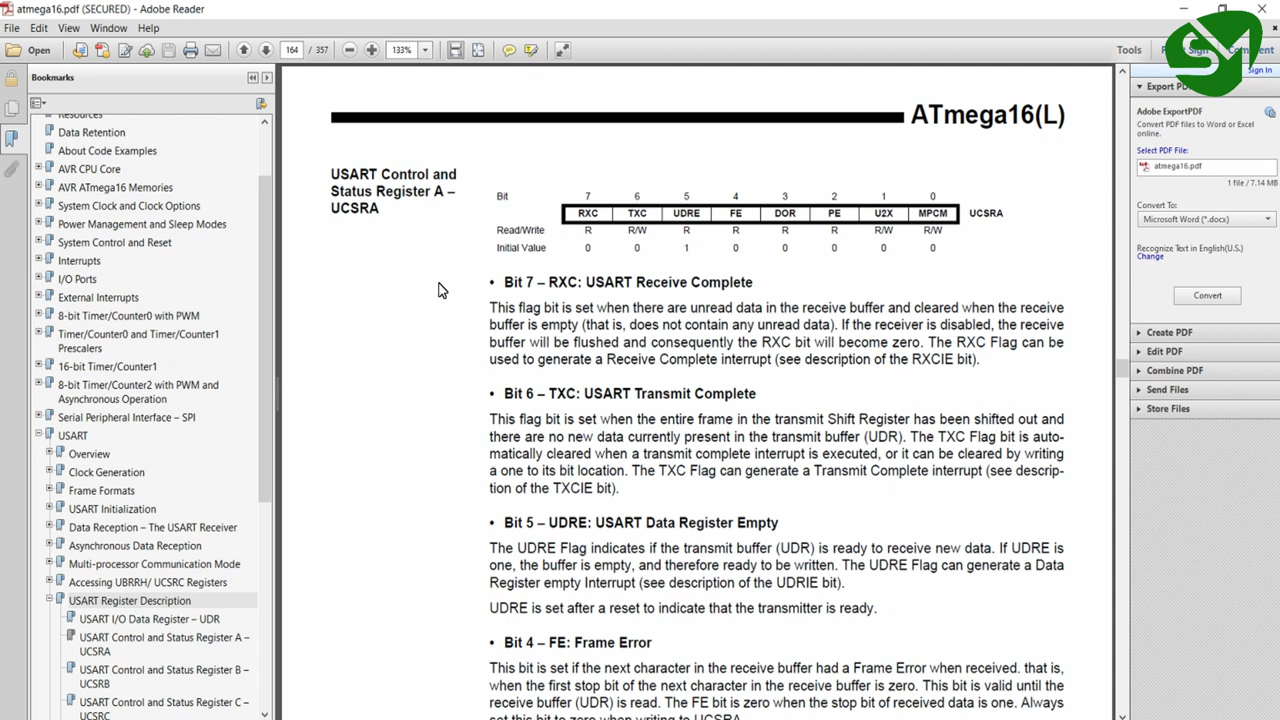 atmega16.pdf (SECURED) - Adobe Reader
File Edit View Window Help
Open 164 / 357 133% Tools Comment
Sign In
Bookmarks
Resources
Data Retention
About Code Examples
AVR CPU Core
AVR ATmega16 Memories
System Clock and Clock Options
Power Management and Sleep Modes
System Control and Reset
Interrupts
I/O Ports
External Interrupts
8-bit Timer/Counter0 with PWM
Timer/Counter0 and Timer/Counter1
Prescalers
16-bit Timer/Counter1
8-bit Timer/Counter2 with PWM and
Asynchronous Operation
Serial Peripheral Interface – SPI
USART
Overview
Clock Generation
Frame Formats
USART Initialization
Data Reception – The USART Receiver
Asynchronous Data Reception
Multi-processor Communication Mode
Accessing UBRRH/ UCSRC Registers
USART Register Description
USART I/O Data Register – UDR
USART Control and Status Register A –
UCSRA
USART Control and Status Register B –
UCSRB
USART Control and Status Register C –
UCSRC
ATmega16(L)
USART Control and
Status Register A –
UCSRA
Bit 7 6 5 4 3 2 1 0
RXC TXC UDRE FE DOR PE U2X MPCM UCSRA
Read/Write R R/W R R R R R/W R/W
Initial Value 0 0 1 0 0 0 0 0
• Bit 7 – RXC: USART Receive Complete
This flag bit is set when there are unread data in the receive buffer and cleared when the receive
buffer is empty (that is, does not contain any unread data). If the receiver is disabled, the receive
buffer will be flushed and consequently the RXC bit will become zero. The RXC Flag can be
used to generate a Receive Complete interrupt (see description of the RXCIE bit).
• Bit 6 – TXC: USART Transmit Complete
This flag bit is set when the entire frame in the transmit Shift Register has been shifted out and
there are no new data currently present in the transmit buffer (UDR). The TXC Flag bit is auto-
matically cleared when a transmit complete interrupt is executed, or it can be cleared by writing
a one to its bit location. The TXC Flag can generate a Transmit Complete interrupt (see descrip-
tion of the TXCIE bit).
• Bit 5 – UDRE: USART Data Register Empty
The UDRE Flag indicates if the transmit buffer (UDR) is ready to receive new data. If UDRE is
one, the buffer is empty, and therefore ready to be written. The UDRE Flag can generate a Data
Register empty Interrupt (see description of the UDRIE bit).
UDRE is set after a reset to indicate that the transmitter is ready.
• Bit 4 – FE: Frame Error
This bit is set if the next character in the receive buffer had a Frame Error when received. that is,
when the first stop bit of the next character in the receive buffer is zero. This bit is valid until the
receive buffer (UDR) is read. The FE bit is zero when the stop bit of received data is one. Always
set this bit to zero when writing to UCSRA.
Export PDF
Adobe ExportPDF
Convert PDF files to Word or Excel
online.
Select PDF File:
atmega16.pdf
1 file / 7.14 MB
Convert To:
Microsoft Word (*.docx)
Recognize Text in English(U.S.)
Change
Convert
Create PDF
Edit PDF
Combine PDF
Send Files
Store Files